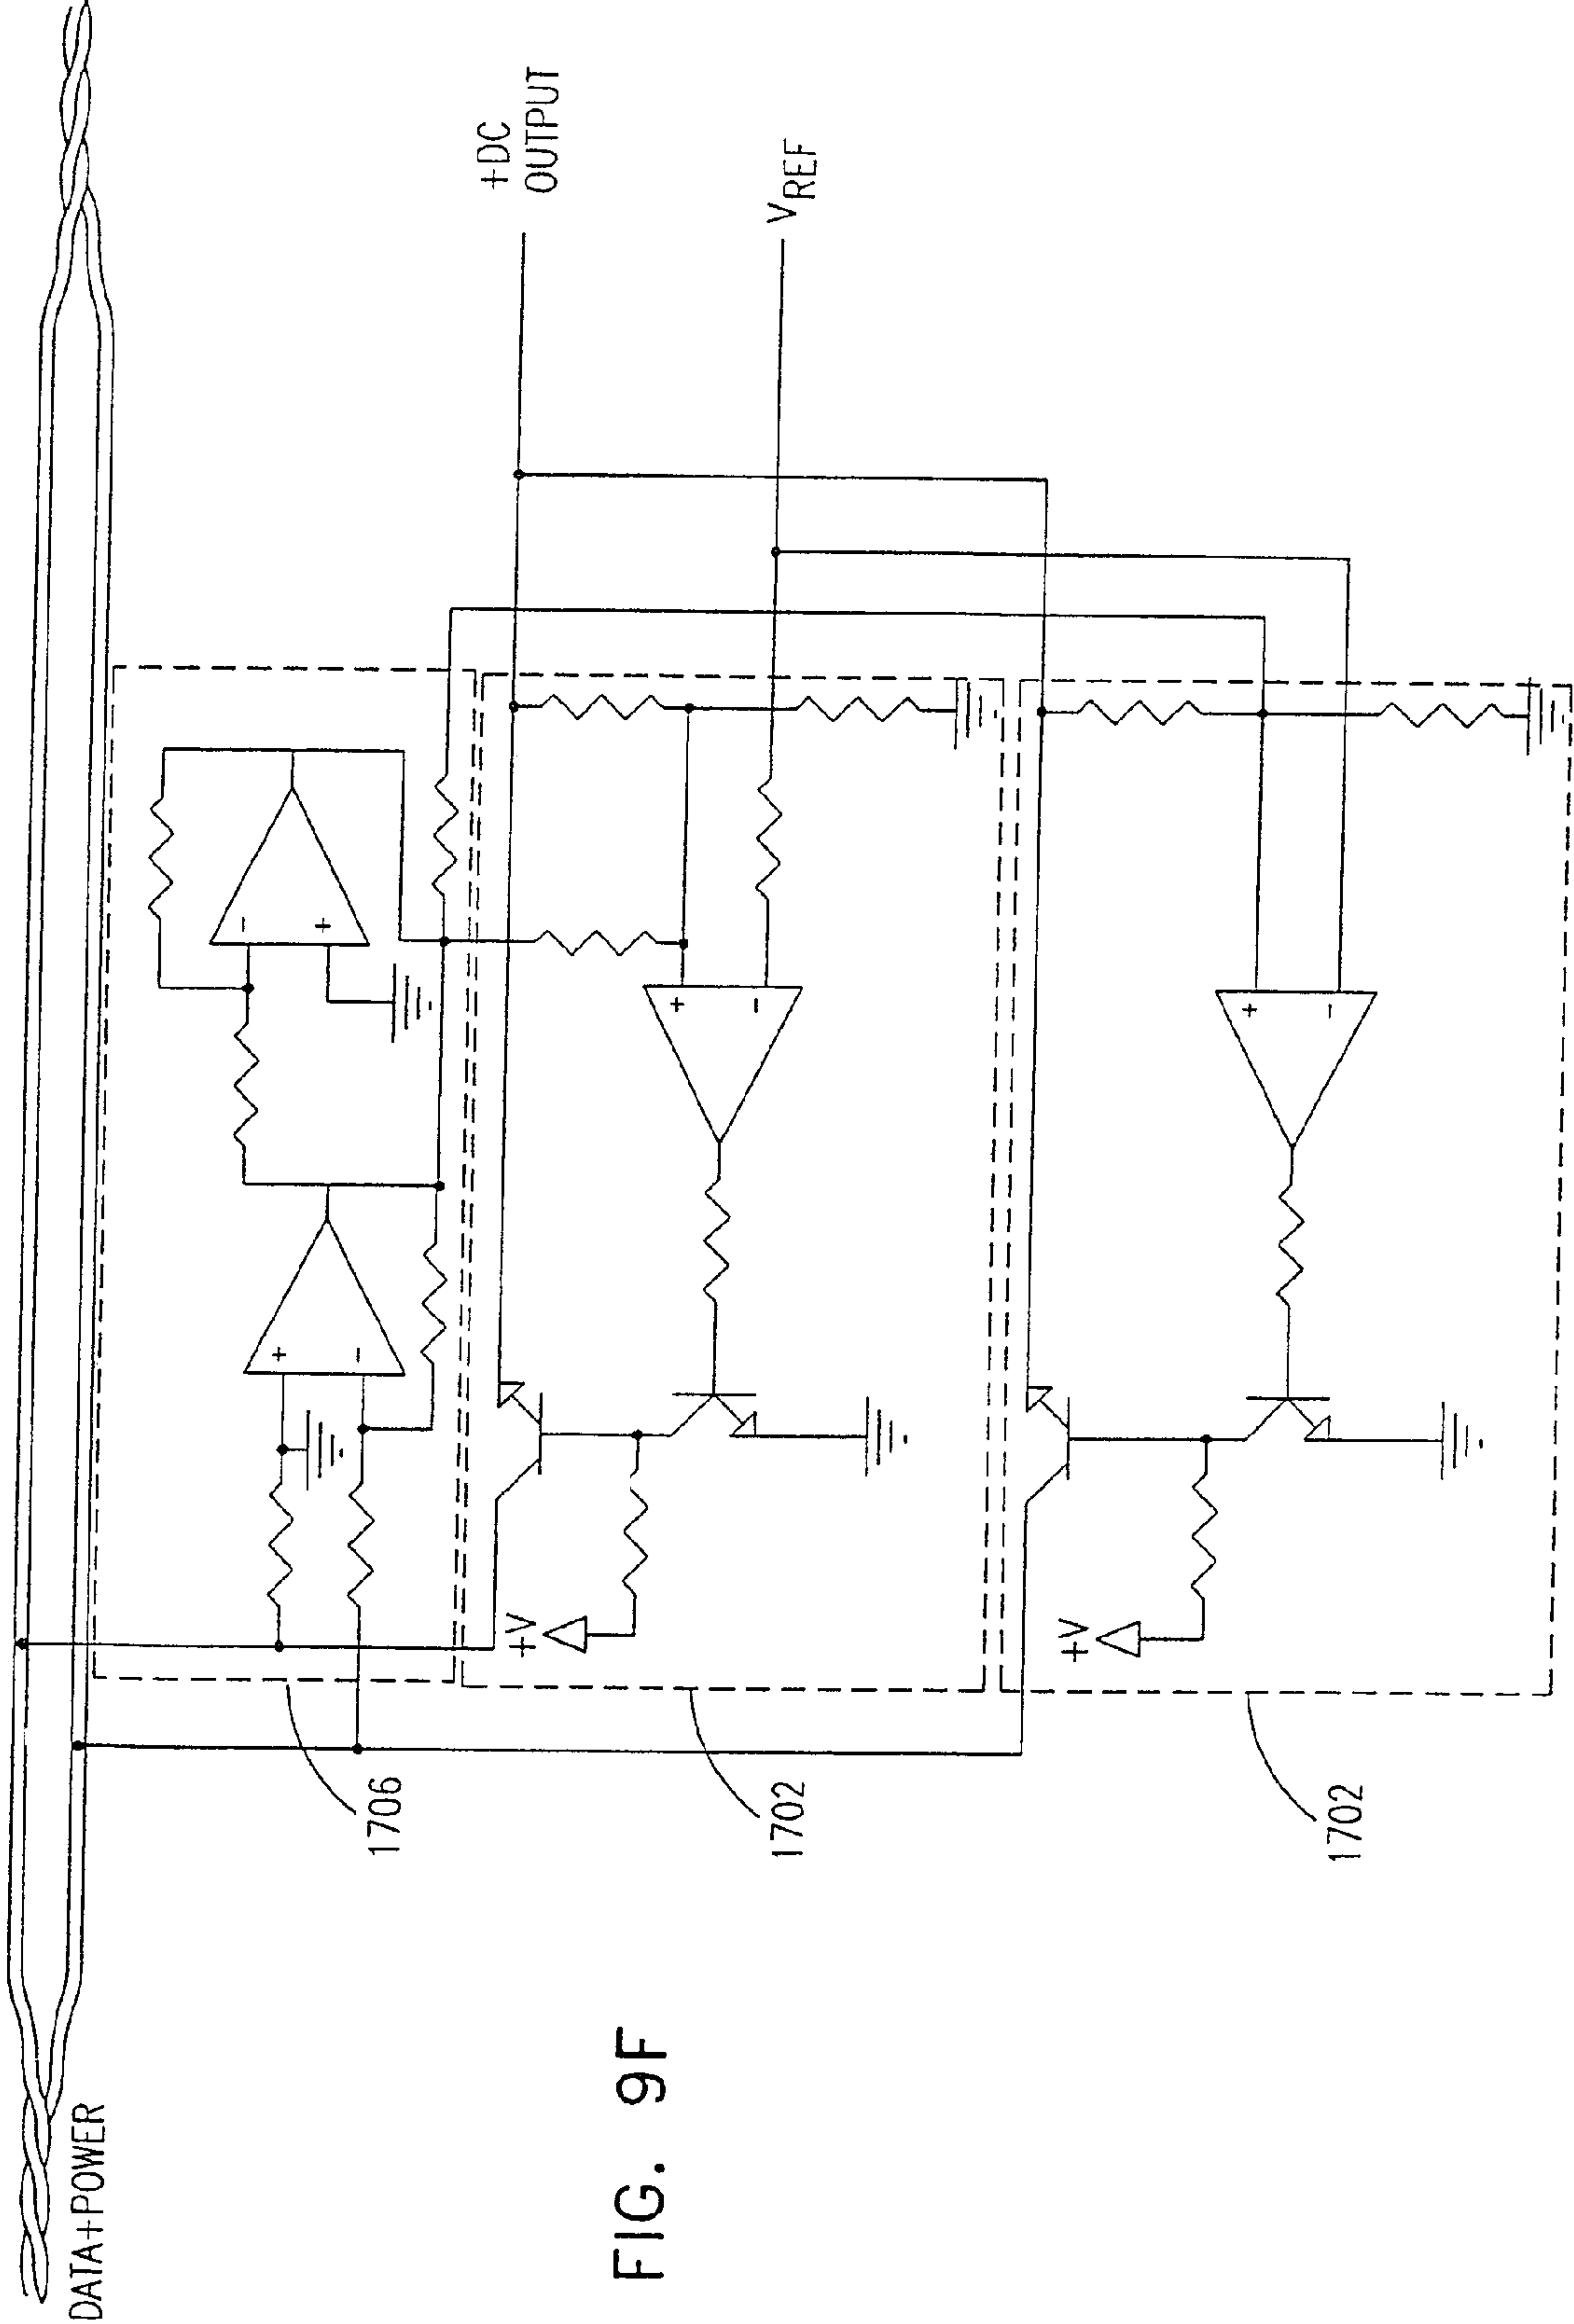 DATA+POWER
+DC
OUTPUT
VREF
-
+
+
-
+
-
+
-
+V
+V
1706
1702
1702
FIG. 9F